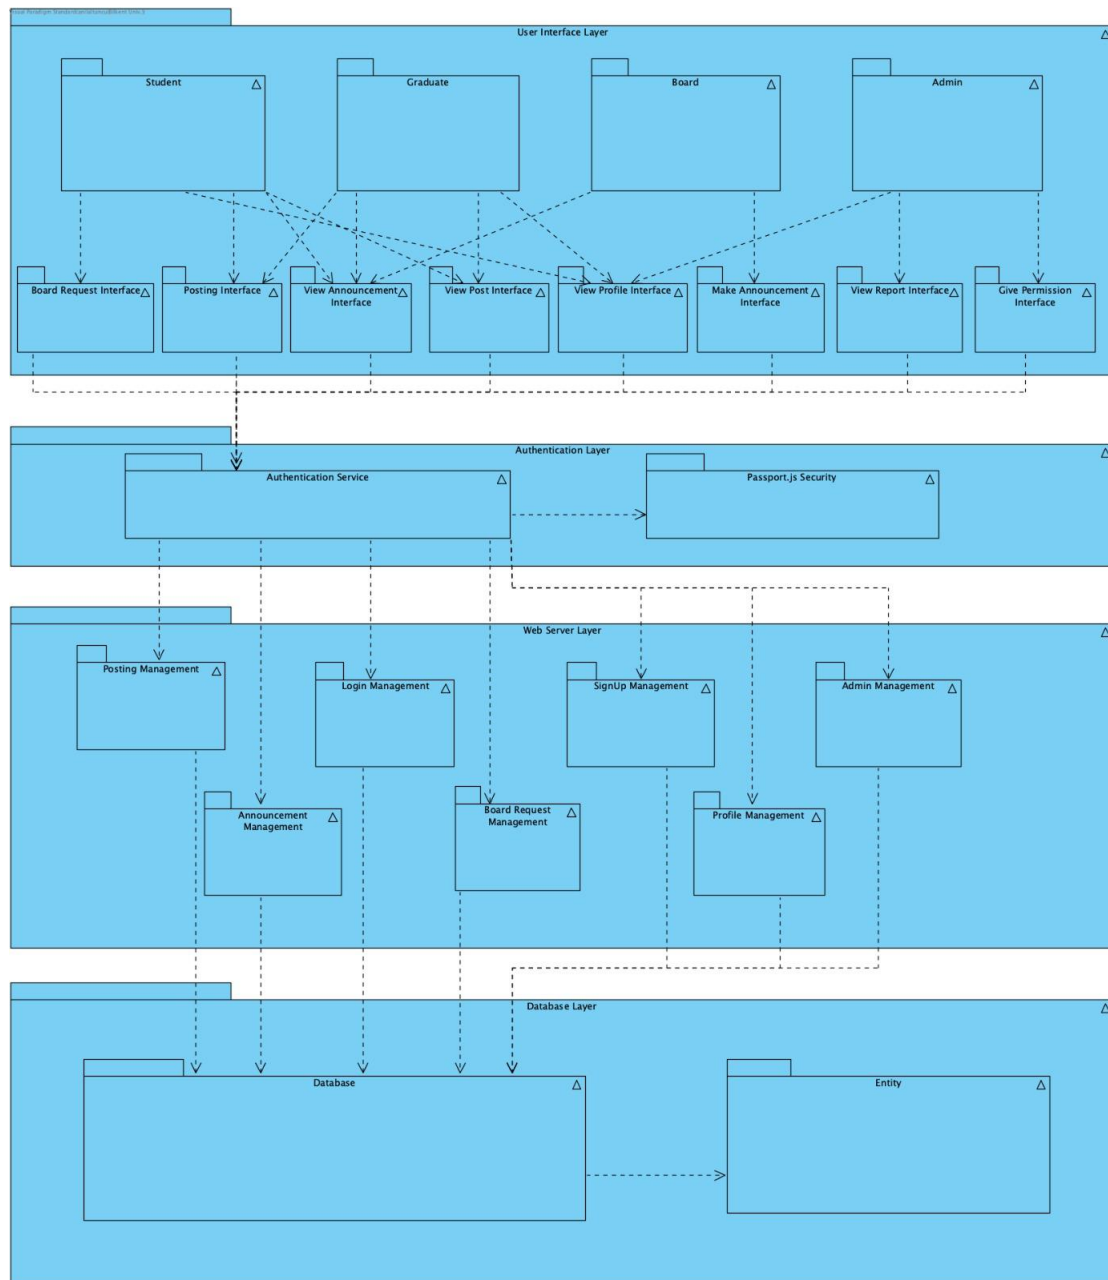 User Interface Layer
Student
Graduate
Board
Admin
Board Request Interface
Posting Interface
View Announcement
Interface
View Post Interface
View Profile Interface
Make Announcement
Interface
View Report Interface
Give Permission
Interface
Authentication Layer
Authentication Service
Passport.js Security
Web Server Layer
Posting Management
Login Management
SignUp Management
Admin Management
Announcement
Management
Board Request
Management
Profile Management
Database Layer
Database
Entity